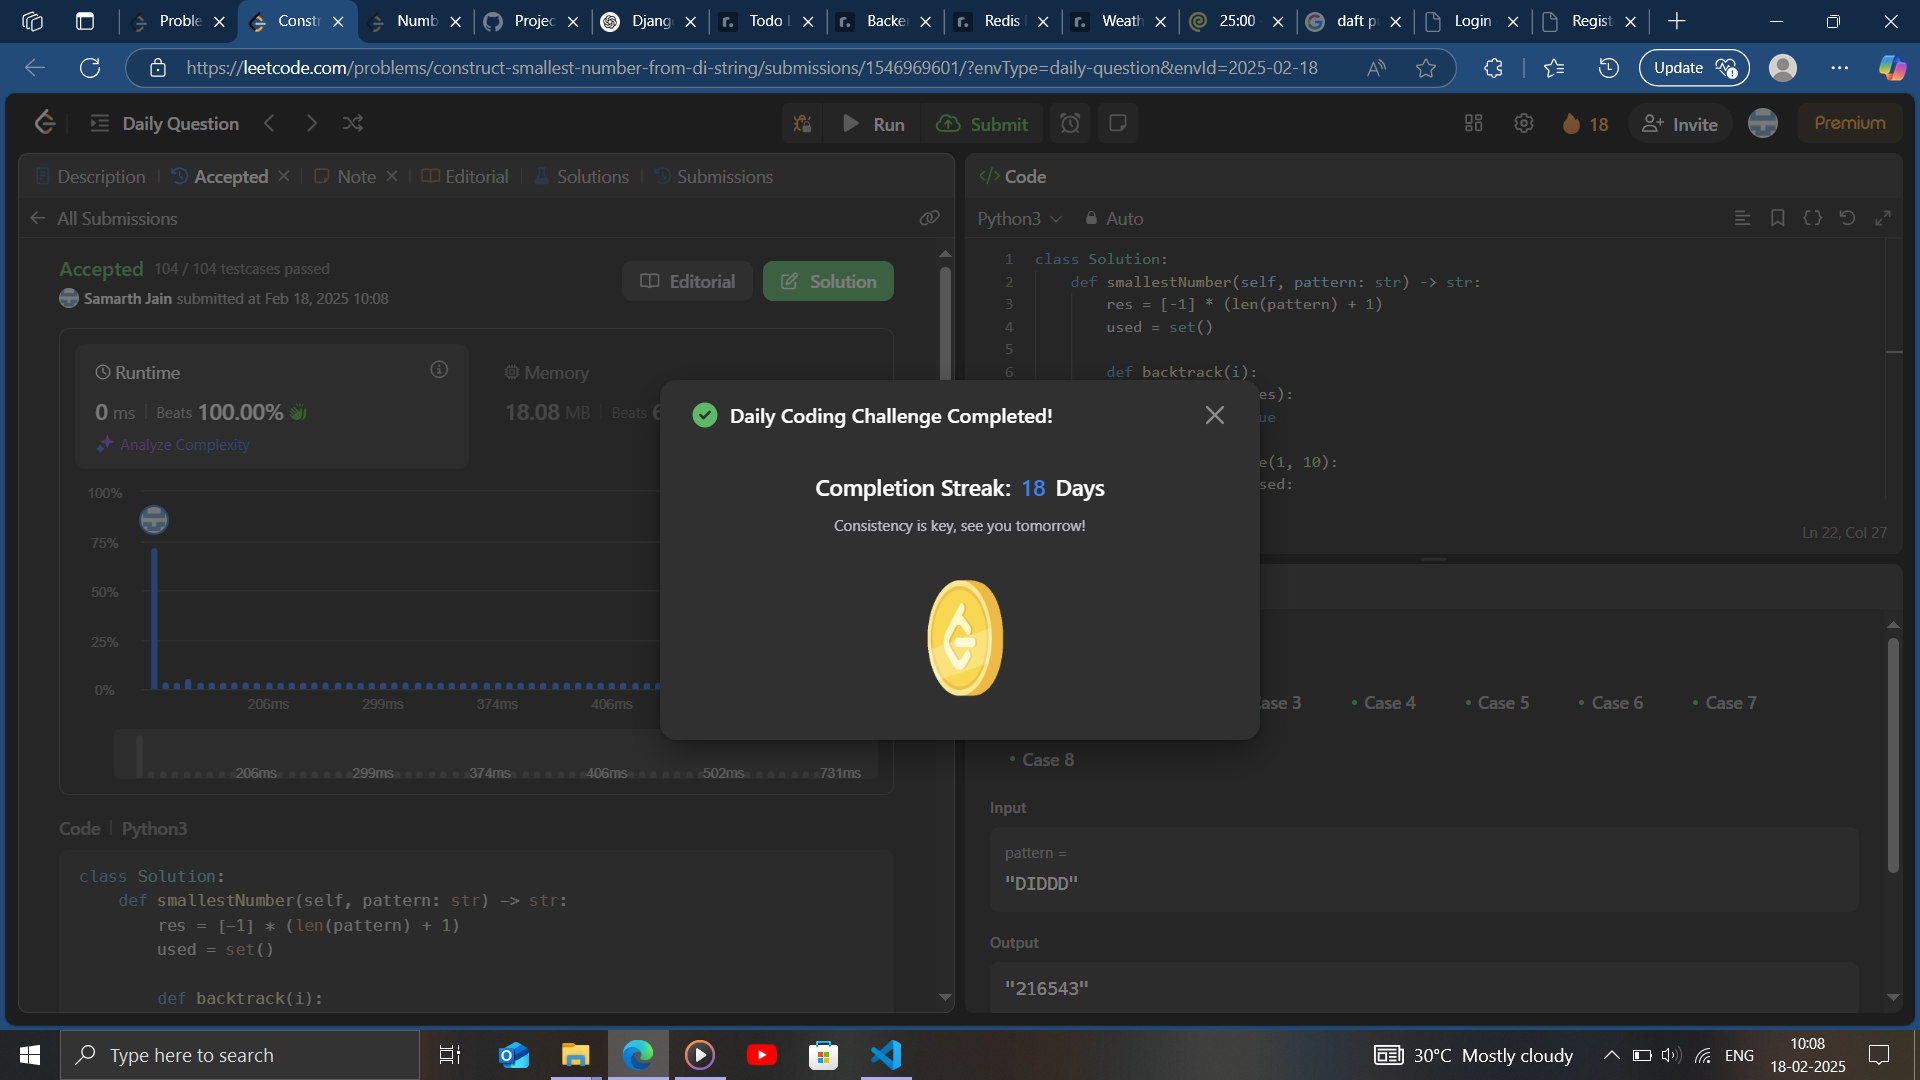 Proble
Constr
Numb
Projec
Djang
Todo L
Backer
Redis
Weath
25:00
daft p
Login
Regist
https://leetcode.com/problems/construct-smallest-number-from-di-string/submissions/1546969601/?envType=daily-question&envId=2025-02-18
Update
Daily Question
Run
Submit
18
Invite
Premium
Description
Accepted
Note
Editorial
Solutions
Submissions
All Submissions
Accepted 104 / 104 testcases passed
Samarth Jain submitted at Feb 18, 2025 10:08
Editorial
Solution
Runtime
0 ms | Beats 100.00%
Analyze Complexity
Memory
18.08 MB | Beats 6
100%
75%
50%
25%
0%
206ms 299ms 374ms 406ms
206ms 299ms 374ms 406ms 502ms 731ms
Code | Python3
class Solution:
def smallestNumber(self, pattern: str) -> str:
res = [-1] * (len(pattern) + 1)
used = set()
def backtrack(i):
Daily Coding Challenge Completed!
Completion Streak: 18 Days
Consistency is key, see you tomorrow!
</> Code
Python3
Auto
1 class Solution:
2 def smallestNumber(self, pattern: str) -> str:
3 res = [-1] * (len(pattern) + 1)
4 used = set()
5
6 def backtrack(i):
es):
ue
e(1, 10):
sed:
Ln 22, Col 27
ase 3
Case 4
Case 5
Case 6
Case 7
Case 8
Input
pattern =
"DIDDD"
Output
"216543"
Type here to search
30°C Mostly cloudy
ENG
10:08
18-02-2025